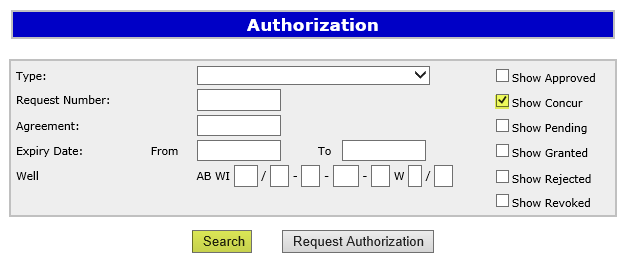 Authorization
Type: Show Approved
Request Number: Show Concur
Agreement: Show Pending
Expiry Date: From To Show Granted
Well AB WI / - - - W / Show Rejected
Show Revoked
Search Request Authorization